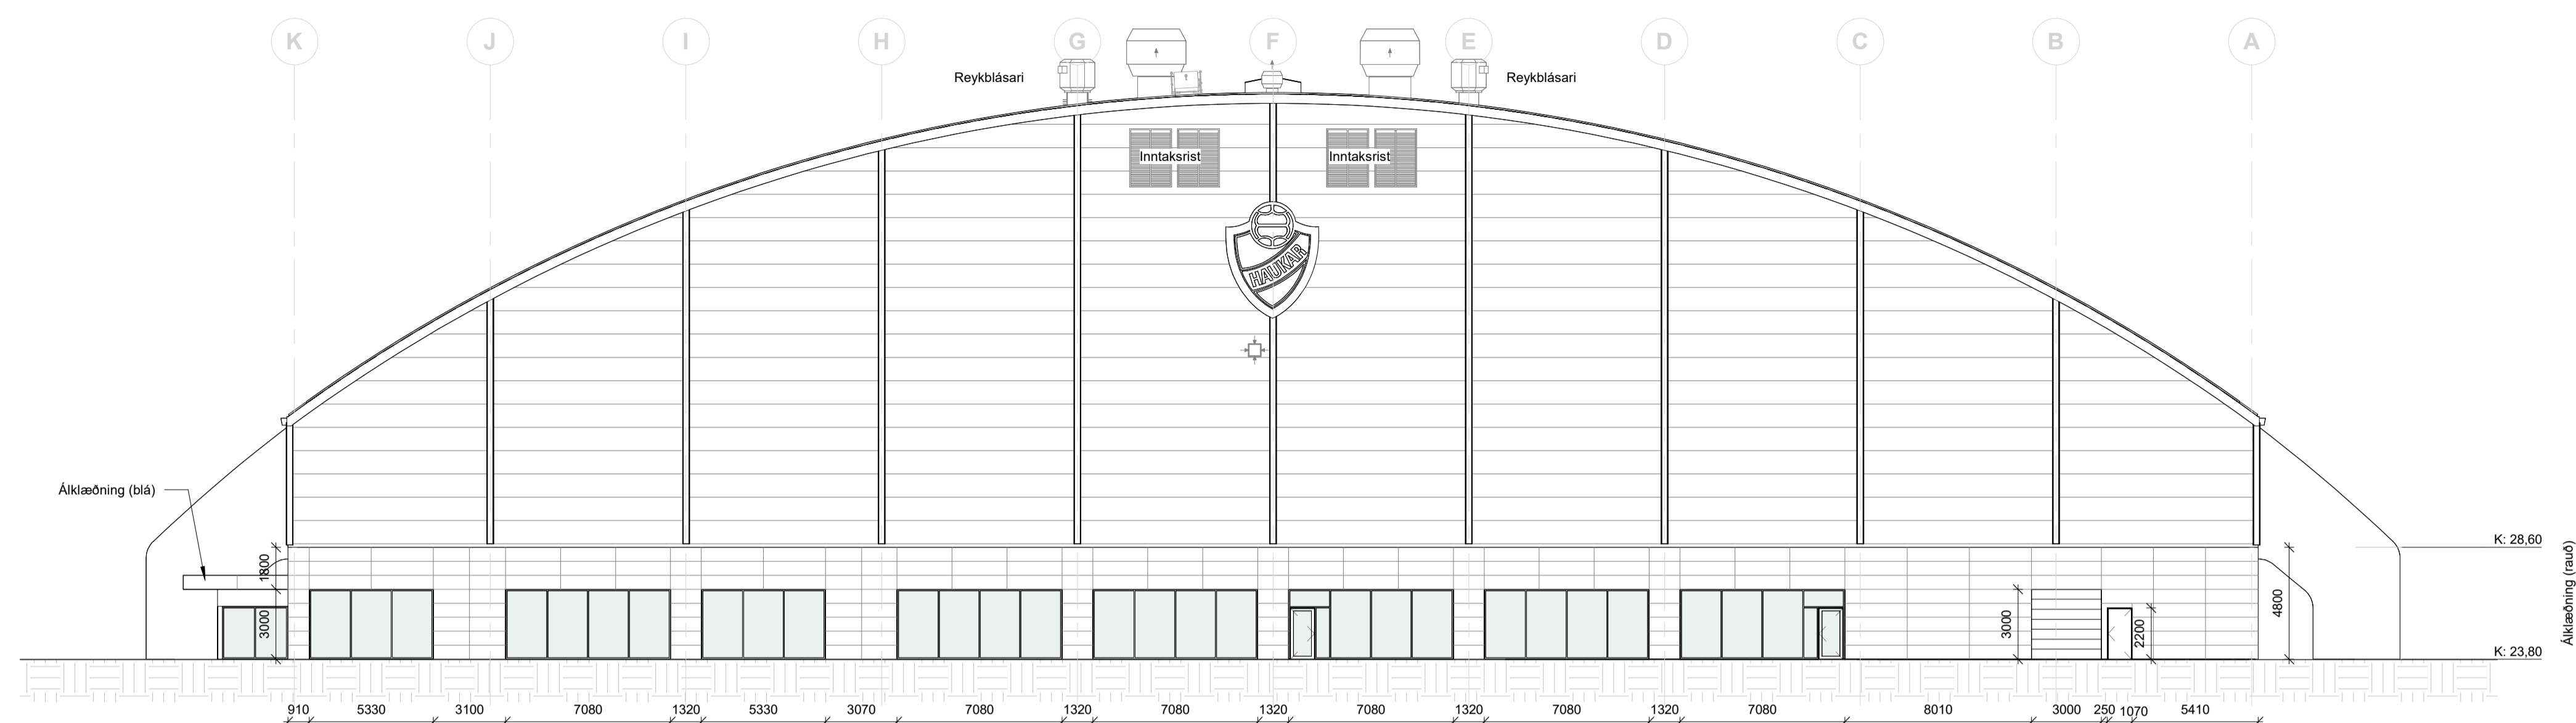 K J I H G F E D C B A
Reykblásari Reykblásari
Inntaksrist Inntaksrist
HAUKAR
Álklæðning (blá)
K: 28,60
1800
3000
3000
2200
4800
Álklæðning (rauð)
K: 23,80
910 5330 3100 7080 1320 5330 3070 7080 1320 7080 1320 7080 1320 7080 1320 7080 8010 3000 250 1070 5410